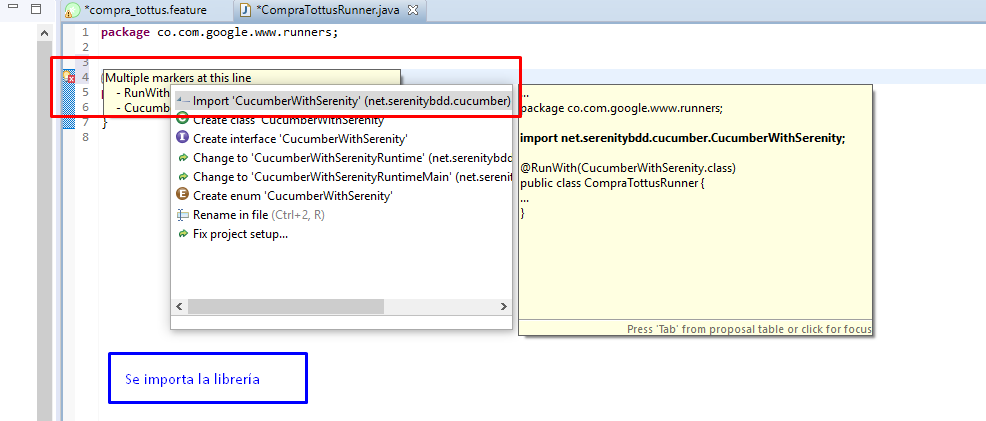 *compra_tottus.feature
*CompraTottusRunner.java
1 package co.com.google.www.runners;
2
3
4
Multiple markers at this line
- RunWith
5
- Cucumb
6
Import 'CucumberWithSerenity' (net.serenitybdd.cucumber)
Create class 'CucumberWithSerenity'
7 }
Create interface 'CucumberWithSerenity'
8
Change to 'CucumberWithSerenityRuntime' (net.serenitybdd
Change to 'CucumberWithSerenityRuntimeMain' (net.serenit
Create enum 'CucumberWithSerenity'
Rename in file (Ctrl+2, R)
Fix project setup...
...
package co.com.google.www.runners;
import net.serenitybdd.cucumber.CucumberWithSerenity;
@RunWith(CucumberWithSerenity.class)
public class CompraTottusRunner {
...
}
Press 'Tab' from proposal table or click for focus
Se importa la librería